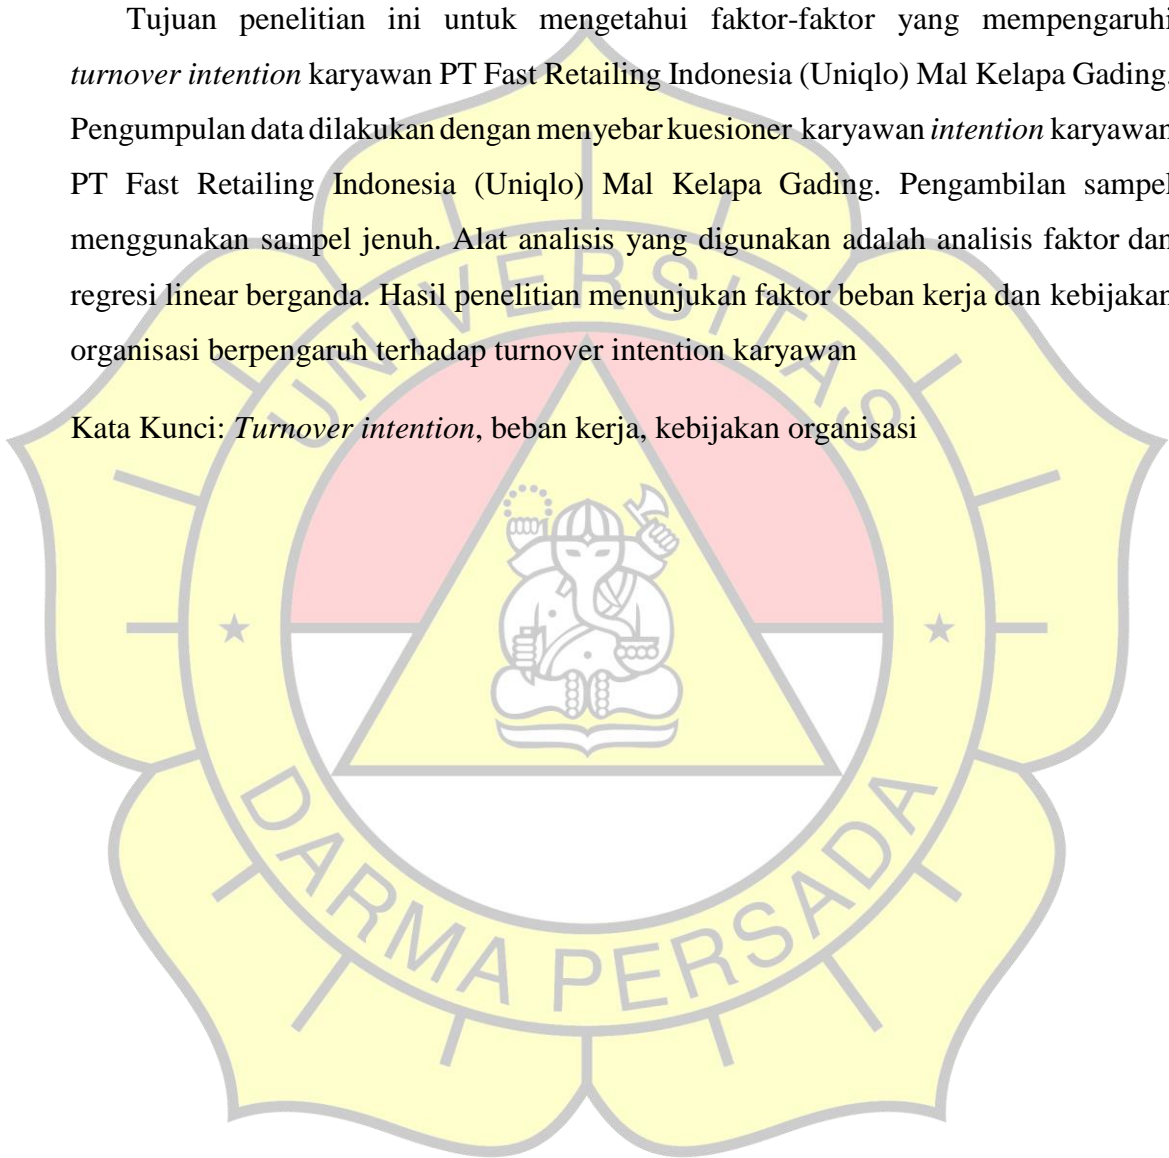 Tujuan penelitian ini untuk mengetahui faktor-faktor yang mempengaruhi
turnover intention karyawan PT Fast Retailing Indonesia (Uniqlo) Mal Kelapa Gading.
Pengumpulan data dilakukan dengan menyebar kuesioner karyawan intention karyawan
PT Fast Retailing Indonesia (Uniqlo) Mal Kelapa Gading. Pengambilan sampel
menggunakan sampel jenuh. Alat analisis yang digunakan adalah analisis faktor dan
regresi linear berganda. Hasil penelitian menunjukan faktor beban kerja dan kebijakan
organisasi berpengaruh terhadap turnover intention karyawan
Kata Kunci: Turnover intention, beban kerja, kebijakan organisasi
UNIVERSITAS
DARMA PERSADA